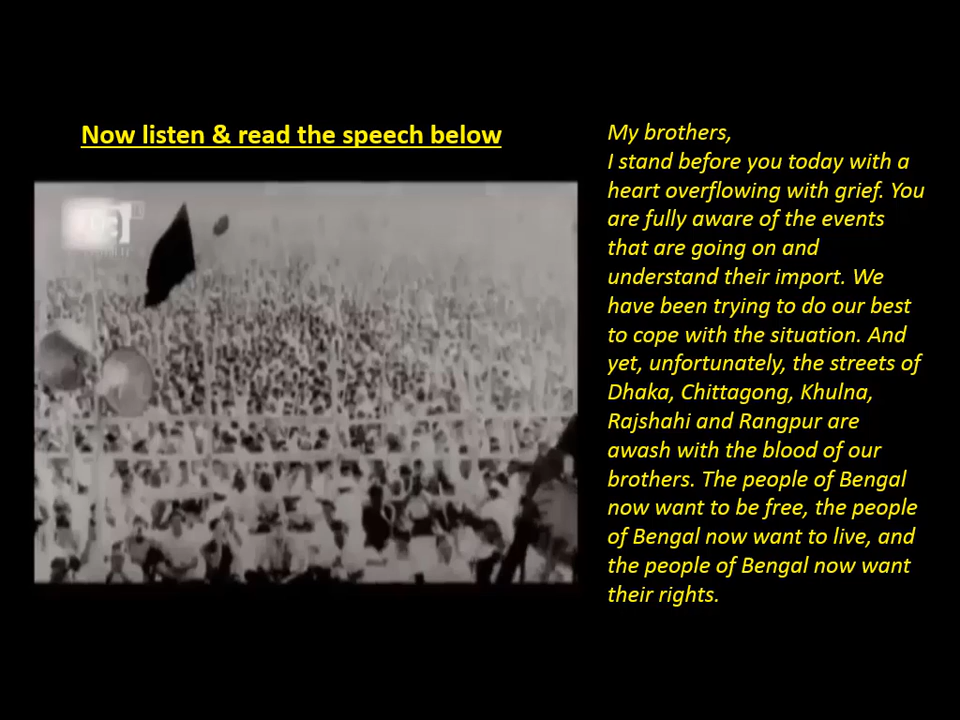 Now listen & read the speech below
My brothers,
I stand before you today with a
heart overflowing with grief. You
are fully aware of the events
that are going on and
understand their import. We
have been trying to do our best
to cope with the situation. And
yet, unfortunately, the streets of
Dhaka, Chittagong, Khulna,
Rajshahi and Rangpur are
awash with the blood of our
brothers. The people of Bengal
now want to be free, the people
of Bengal now want to live, and
the people of Bengal now want
their rights.